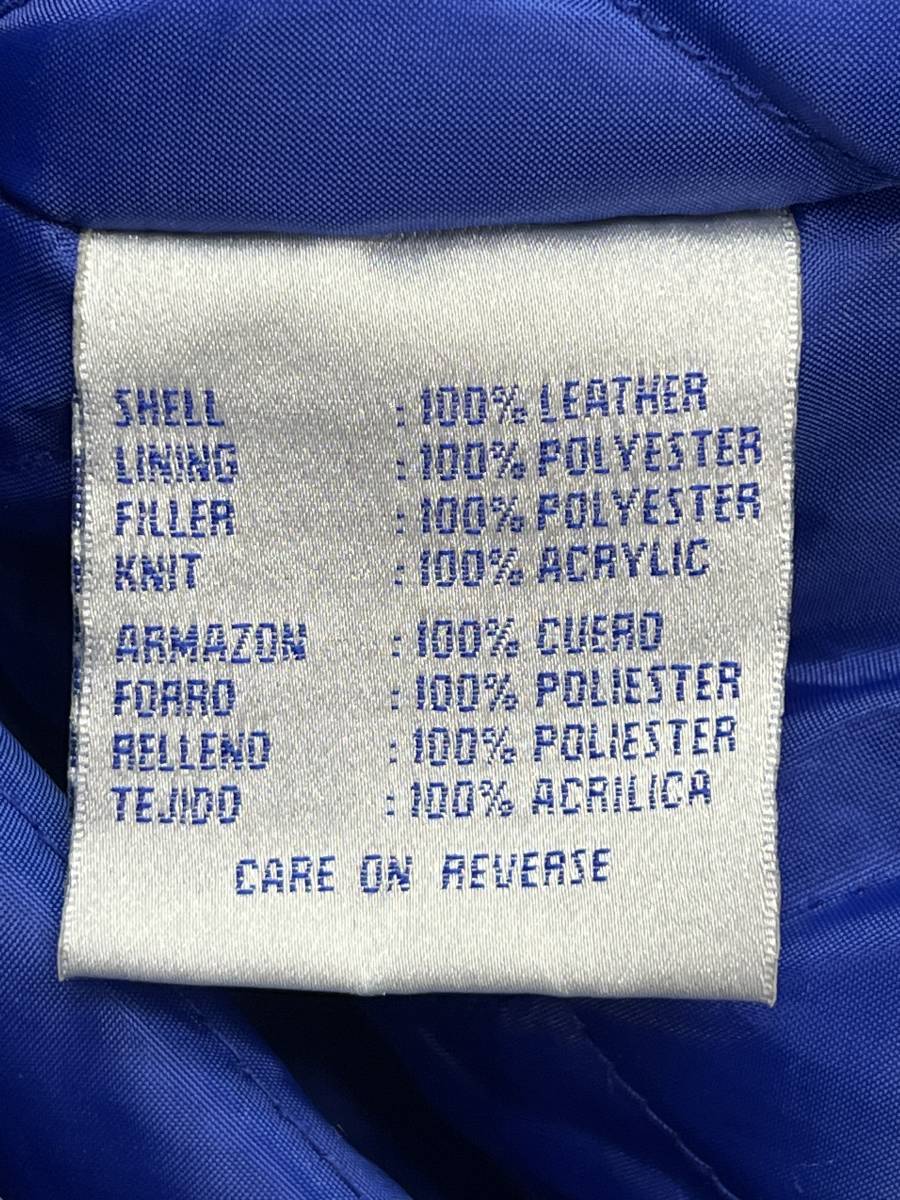 SHELL : 100% LEATHER
LINING : 100% POLYESTER
FILLER : 100% POLYESTER
KNIT : 100% ACRYLIC
ARMAZON : 100% CUERO
FORRO : 100% POLIESTER
RELLENO : 100% POLIESTER
TEJIDO : 100% ACRILICA
CARE ON REVERSE